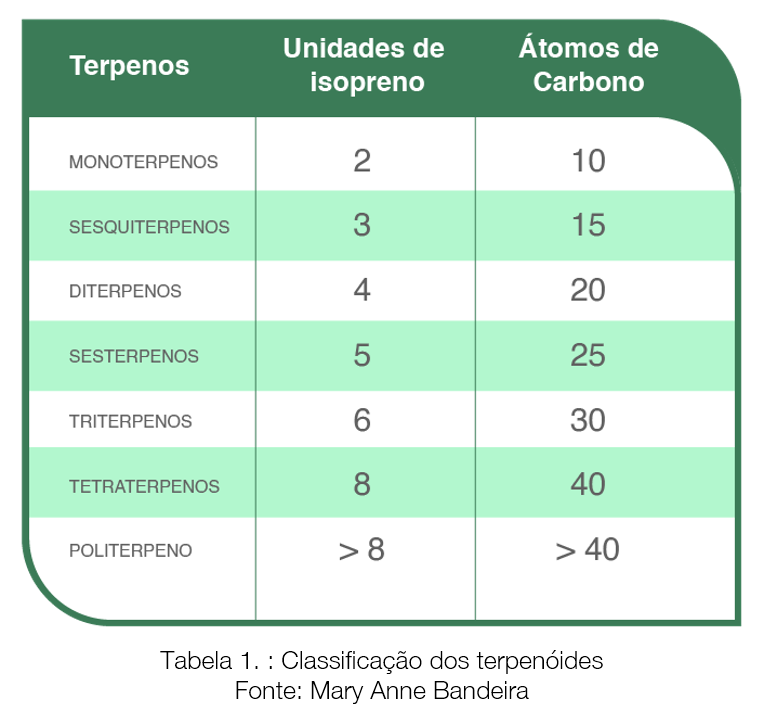 Terpenos Unidades de isopreno Átomos de Carbono
MONOTERPENOS 2 10
SESQUITERPENOS 3 15
DITERPENOS 4 20
SESTERPENOS 5 25
TRITERPENOS 6 30
TETRATERPENOS 8 40
POLITERPENO > 8 > 40
Tabela 1. : Classificação dos terpenóides
Fonte: Mary Anne Bandeira